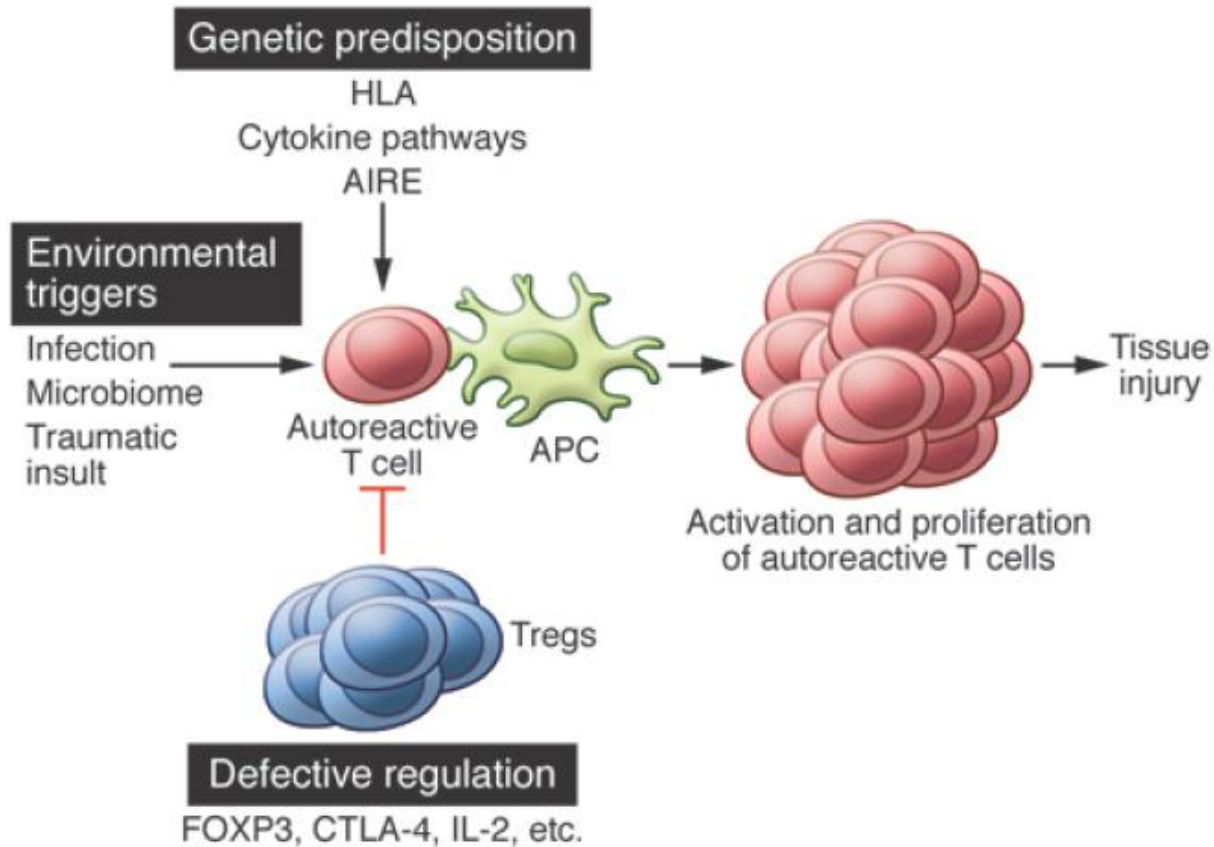 Genetic predisposition
HLA
Cytokine pathways
AIRE
Environmental
triggers
Infection
Microbiome
Traumatic
insult
Autoreactive
T cell
APC
Activation and proliferation
of autoreactive T cells
Tissue
injury
Tregs
Defective regulation
FOXP3, CTLA-4, IL-2, etc.